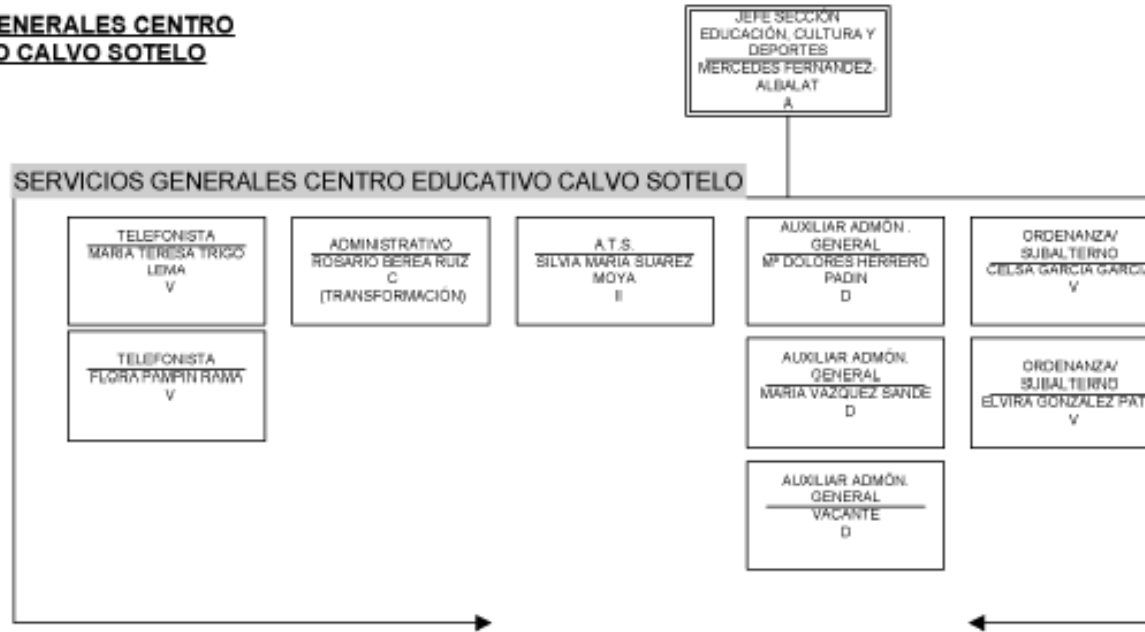 ENERALES CENTRO
O CALVO SOTELO
JEFE SECCIÓN
EDUCACIÓN, CULTURA Y
DEPORTES
MERCEDES FERNANDEZ-
ALBALAT
A
SERVICIOS GENERALES CENTRO EDUCATIVO CALVO SOTELO
TELEFONISTA
MARIA TERESA TRIGO
LEMA
V
ADMINISTRATIVO
ROSARIO BEREA RUIZ
C
(TRANSFORMACIÓN)
A.T.S.
SILVIA MARIA SUAREZ
MOYA
II
AUXILIAR ADMÓN .
GENERAL
Mª DOLORES HERRERO
PADIN
D
ORDENANZA/
SUBALTERNO
CELSA GARCIA GARCIA
V
TELEFONISTA
FLORA PAMPIN RAMA
V
AUXILIAR ADMÓN.
GENERAL
MARIA VAZQUEZ SANDE
D
ORDENANZA/
SUBALTERNO
ELVIRA GONZALEZ PAT
V
AUXILIAR ADMÓN.
GENERAL
VACANTE
D